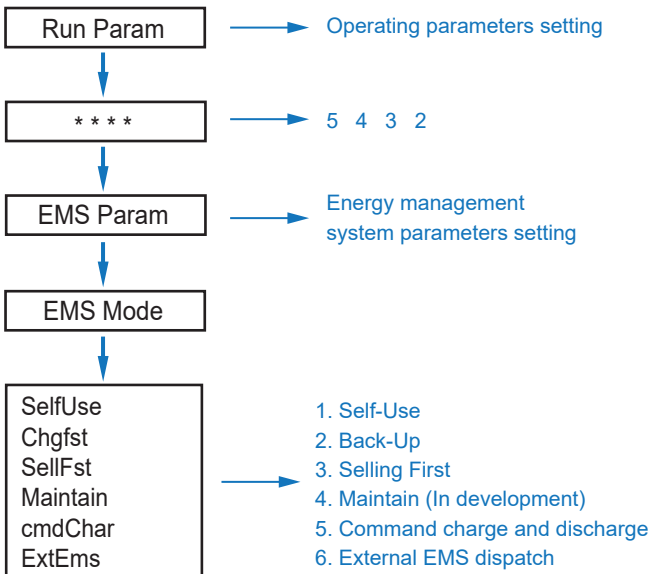 Run Param
Operating parameters setting
* * * *
5 4 3 2
EMS Param
Energy management
system parameters setting
EMS Mode
SelfUse
Chgfst
SellFst
Maintain
cmdChar
ExtEms
1. Self-Use
2. Back-Up
3. Selling First
4. Maintain (In development)
5. Command charge and discharge
6. External EMS dispatch